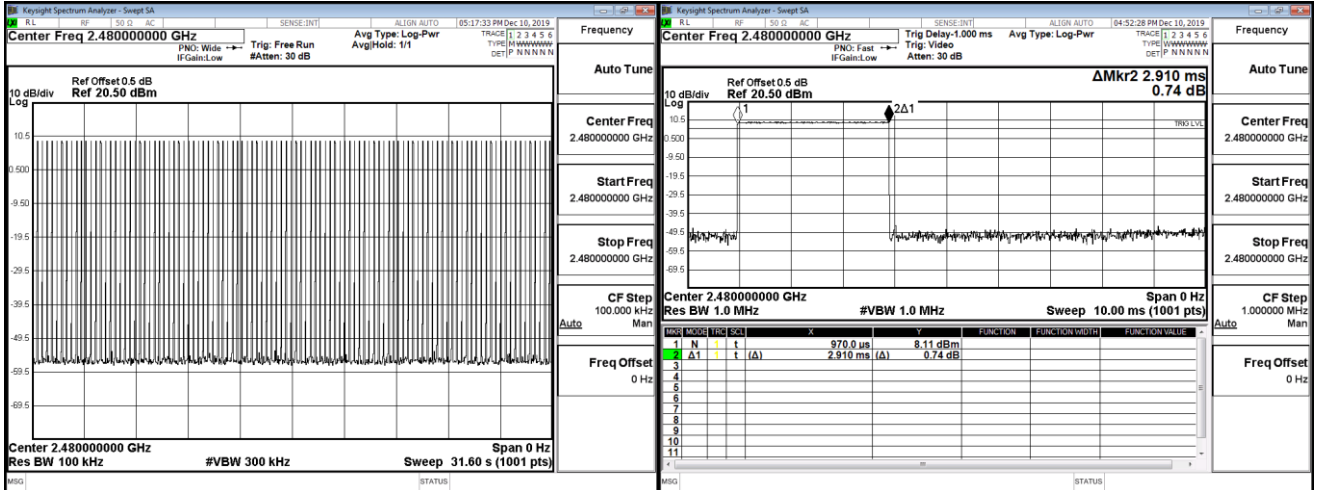 Keysight Spectrum Analyzer - Swept SA
RL RF 50 Ω AC SENSE:INT ALIGN AUTO 05:17:33 PM Dec 10, 2019
Center Freq 2.480000000 GHz
PNO: Wide
IFGain:Low
Trig: Free Run
#Atten: 30 dB
Avg Type: Log-Pwr
Avg|Hold: 1/1
TRACE 1 2 3 4 5 6
TYPE M W W W W W
DET P N N N N N
Ref Offset 0.5 dB
10 dB/div Ref 20.50 dBm
Log
10.5
0.500
-9.50
-19.5
-29.5
-39.5
-49.5
-59.5
-69.5
Center 2.480000000 GHz Span 0 Hz
Res BW 100 kHz #VBW 300 kHz Sweep 31.60 s (1001 pts)
MSG STATUS
Frequency
Auto Tune
Center Freq
2.480000000 GHz
Start Freq
2.480000000 GHz
Stop Freq
2.480000000 GHz
CF Step
100.000 kHz
Auto Man
Freq Offset
0 Hz
Keysight Spectrum Analyzer - Swept SA
RL RF 50 Ω AC SENSE:INT ALIGN AUTO 04:52:28 PM Dec 10, 2019
Center Freq 2.480000000 GHz
PNO: Fast
IFGain:Low
Trig Delay-1.000 ms
Trig: Video
Atten: 30 dB
Avg Type: Log-Pwr
TRACE 1 2 3 4 5 6
TYPE W W W W W W
DET P N N N N N
ΔMkr2 2.910 ms
0.74 dB
Ref Offset 0.5 dB
10 dB/div Ref 20.50 dBm
Log
1
2Δ1
TRIG LVL
10.5
0.500
-9.50
-19.5
-29.5
-39.5
-49.5
-59.5
-69.5
Center 2.480000000 GHz Span 0 Hz
Res BW 1.0 MHz #VBW 1.0 MHz Sweep 10.00 ms (1001 pts)
MKR MODE TRC SCL X Y FUNCTION FUNCTION WIDTH FUNCTION VALUE
1 N 1 t 970.0 us 8.11 dBm
2 Δ1 1 t (Δ) 2.910 ms (Δ) 0.74 dB
3
4
5
6
7
8
9
10
11
MSG STATUS
Frequency
Auto Tune
Center Freq
2.480000000 GHz
Start Freq
2.480000000 GHz
Stop Freq
2.480000000 GHz
CF Step
1.000000 MHz
Auto Man
Freq Offset
0 Hz